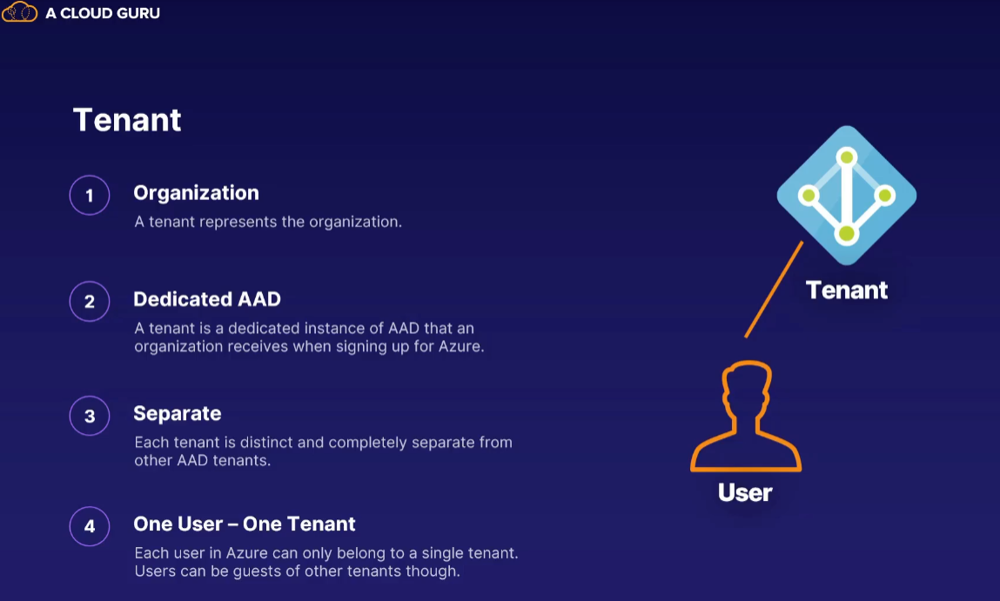 A CLOUD GURU
Tenant
1
Organization
A tenant represents the organization.
2
Dedicated AAD
A tenant is a dedicated instance of AAD that an
organization receives when signing up for Azure.
3
Separate
Each tenant is distinct and completely separate from
other AAD tenants.
4
One User – One Tenant
Each user in Azure can only belong to a single tenant.
Users can be guests of other tenants though.
Tenant
User